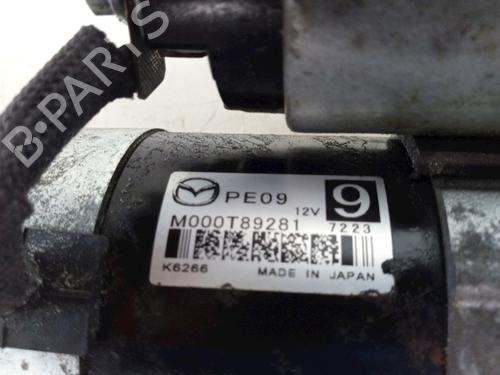 B-PARTS
PE09
12V
9
M000T89281
7223
K6266 MADE IN JAPAN